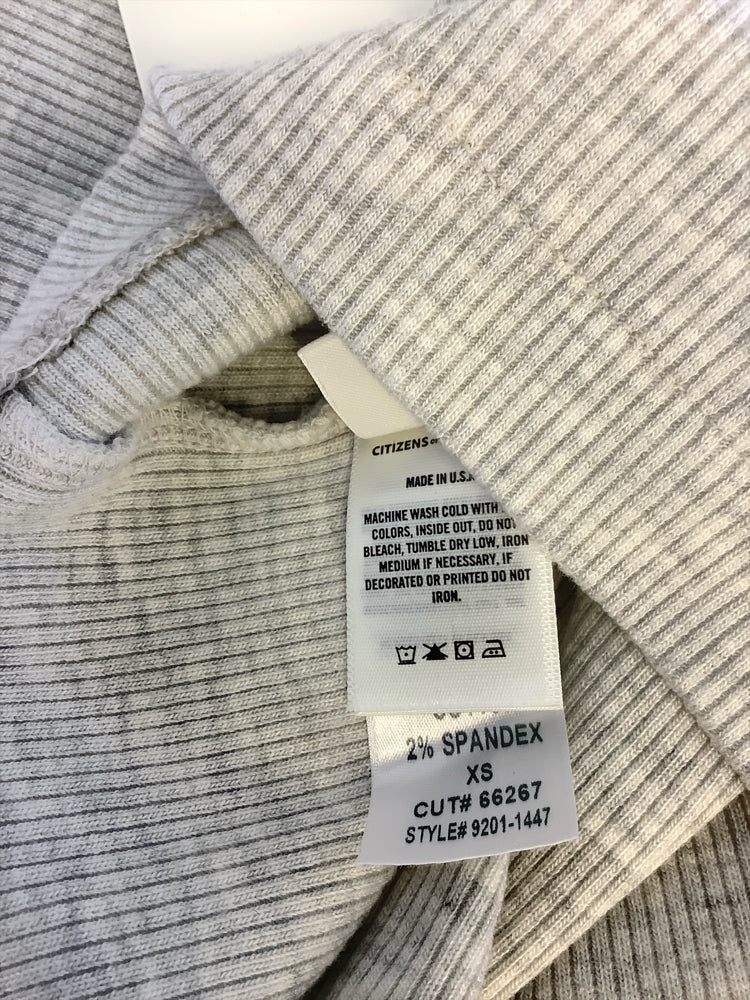 CITIZENS of
MADE IN U.S.A
MACHINE WASH COLD WITH
COLORS, INSIDE OUT, DO NOT
BLEACH, TUMBLE DRY LOW, IRON
MEDIUM IF NECESSARY, IF
DECORATED OR PRINTED DO NOT
IRON.
2% SPANDEX
XS
CUT# 66267
STYLE# 9201-1447